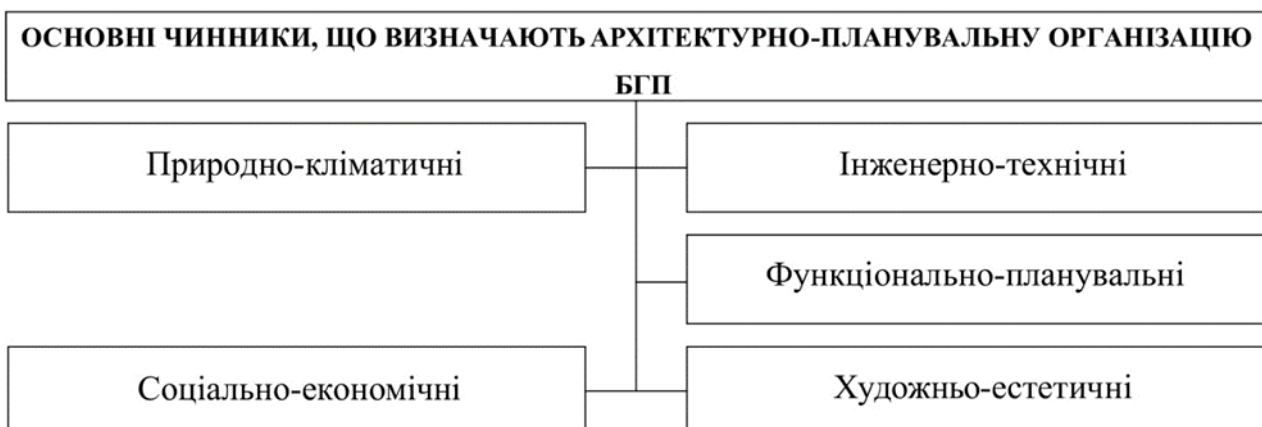 ОСНОВНІ ЧИННИКИ, ЩО ВИЗНАЧАЮТЬ АРХІТЕКТУРНО-ПЛАНУВАЛЬНУ ОРГАНІЗАЦІЮ
БГП
Природно-кліматичні
Інженерно-технічні
Функціонально-планувальні
Соціально-економічні
Художньо-естетичні